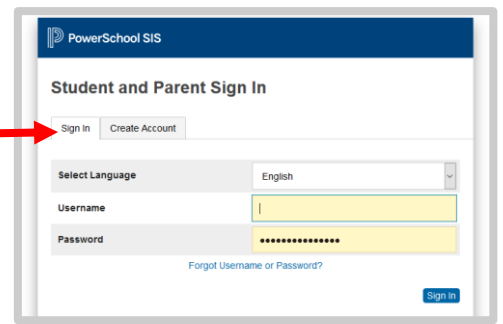 PowerSchool SIS
Student and Parent Sign In
Sign In Create Account
Select Language English
Username
Password •••••••••••••••
Forgot Username or Password?
Sign In